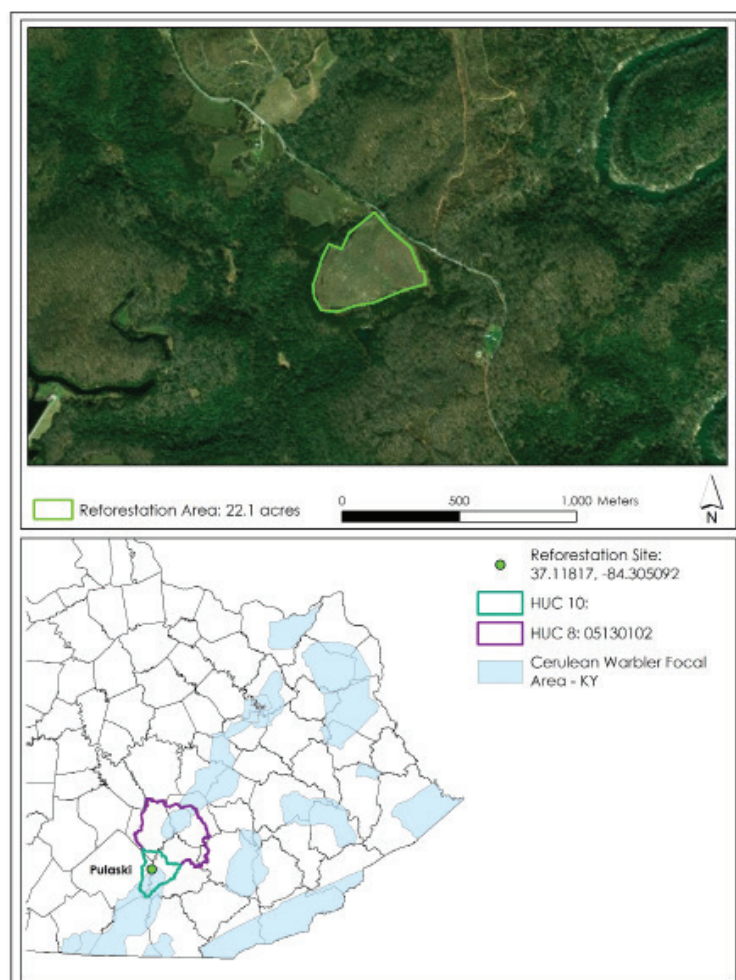 Reforestation Area: 22.1 acres
0 500 1,000 Meters
N
Reforestation Site:
37.11817, -84.305092
HUC 10:
HUC 8: 05130102
Cerulean Warbler Focal
Area - KY
Pulaski